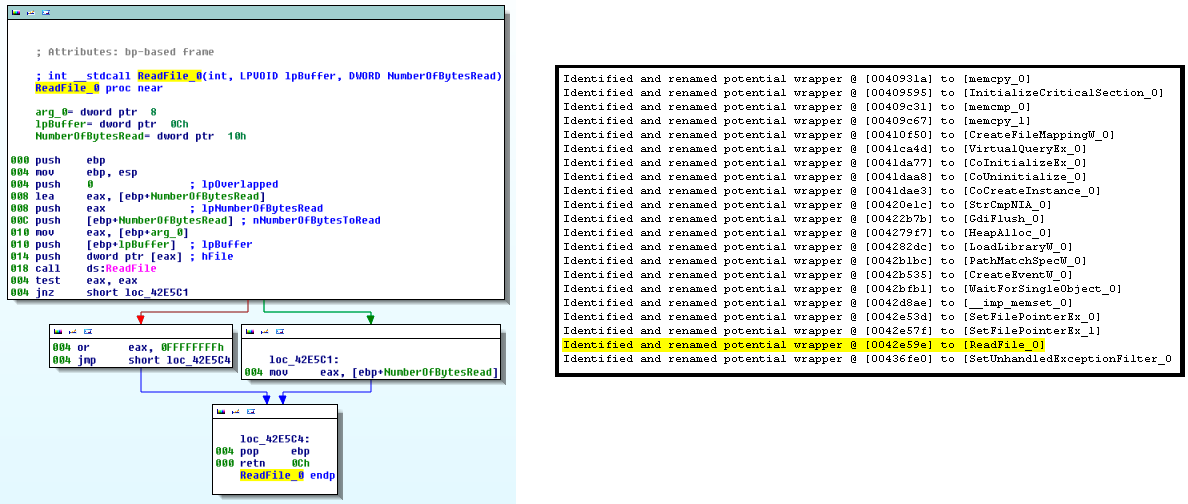 ; Attributes: bp-based frame
; int __stdcall ReadFile_0(int, LPVOID lpBuffer, DWORD NumberOfBytesRead)
ReadFile_0 proc near
arg_0= dword ptr  8
lpBuffer= dword ptr  0Ch
NumberOfBytesRead= dword ptr  10h
000 push    ebp
004 mov     ebp, esp
004 push    0               ; lpOverlapped
008 lea     eax, [ebp+NumberOfBytesRead]
008 push    eax             ; lpNumberOfBytesRead
00C push    [ebp+NumberOfBytesRead] ; nNumberOfBytesToRead
010 mov     eax, [ebp+arg_0]
010 push    [ebp+lpBuffer]  ; lpBuffer
014 push    dword ptr [eax] ; hFile
018 call    ds:ReadFile
004 test    eax, eax
004 jnz     short loc_42E5C1
004 or      eax, 0FFFFFFFFh
004 jmp     short loc_42E5C4
loc_42E5C1:
004 mov     eax, [ebp+NumberOfBytesRead]
loc_42E5C4:
004 pop     ebp
000 retn    0Ch
ReadFile_0 endp
Identified and renamed potential wrapper @ [0040931a] to [memcpy_0]
Identified and renamed potential wrapper @ [00409595] to [InitializeCriticalSection_0]
Identified and renamed potential wrapper @ [00409c31] to [memcmp_0]
Identified and renamed potential wrapper @ [00409c67] to [memcpy_1]
Identified and renamed potential wrapper @ [00410f50] to [CreateFileMappingW_0]
Identified and renamed potential wrapper @ [0041ca4d] to [VirtualQueryEx_0]
Identified and renamed potential wrapper @ [0041da77] to [CoInitializeEx_0]
Identified and renamed potential wrapper @ [0041daa8] to [CoUninitialize_0]
Identified and renamed potential wrapper @ [0041dae3] to [CoCreateInstance_0]
Identified and renamed potential wrapper @ [00420e1c] to [StrCmpNIA_0]
Identified and renamed potential wrapper @ [00422b7b] to [GdiFlush_0]
Identified and renamed potential wrapper @ [004279f7] to [HeapAlloc_0]
Identified and renamed potential wrapper @ [004282dc] to [LoadLibraryW_0]
Identified and renamed potential wrapper @ [0042b1bc] to [PathMatchSpecW_0]
Identified and renamed potential wrapper @ [0042b535] to [CreateEventW_0]
Identified and renamed potential wrapper @ [0042bfb1] to [WaitForSingleObject_0]
Identified and renamed potential wrapper @ [0042d8ae] to [__imp_memset_0]
Identified and renamed potential wrapper @ [0042e53d] to [SetFilePointerEx_0]
Identified and renamed potential wrapper @ [0042e57f] to [SetFilePointerEx_1]
Identified and renamed potential wrapper @ [0042e59e] to [ReadFile_0]
Identified and renamed potential wrapper @ [00436fe0] to [SetUnhandledExceptionFilter_0